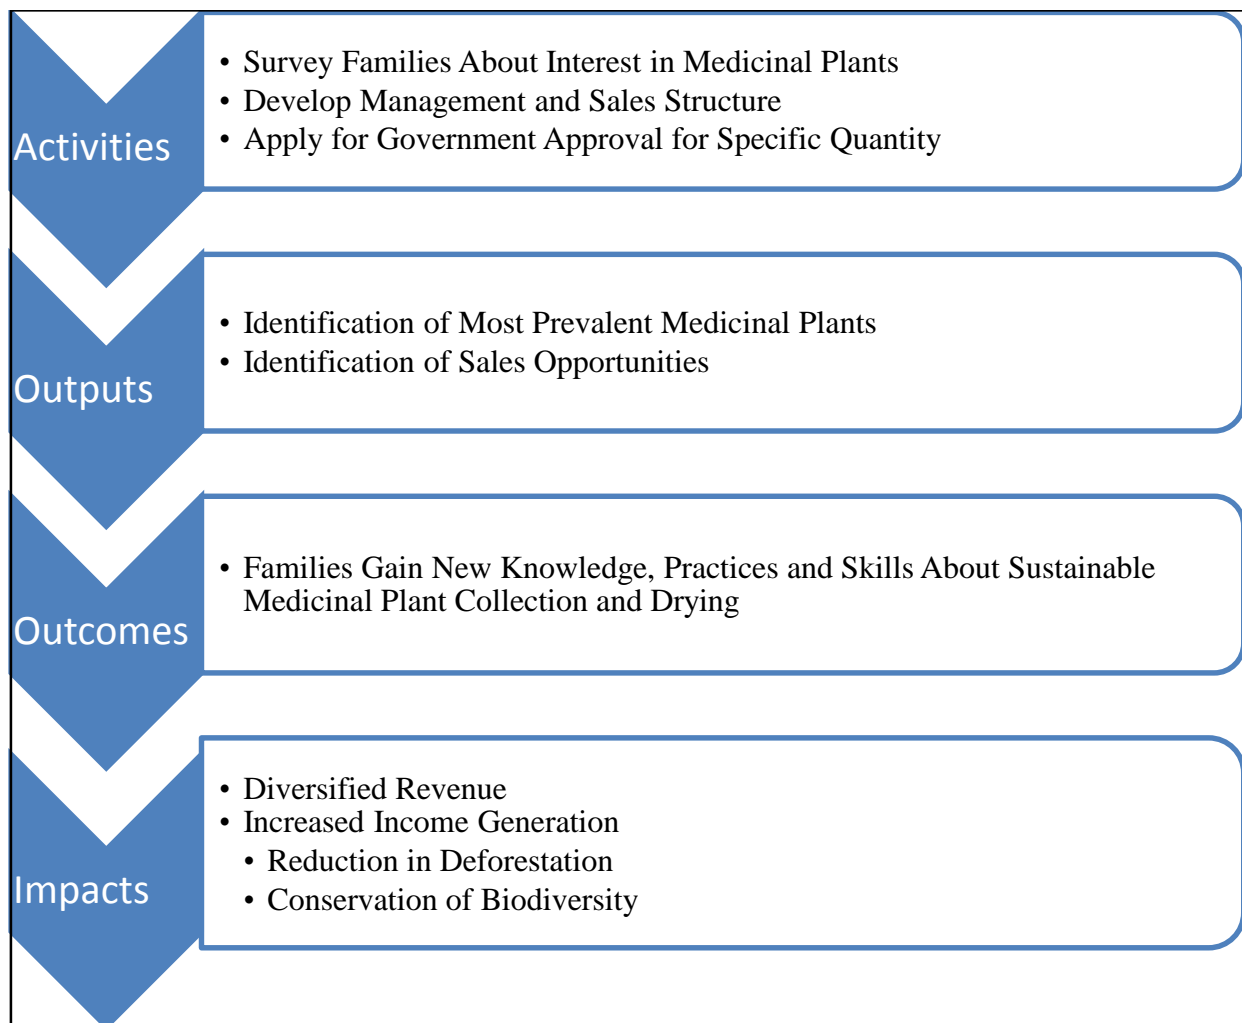 Activities
• Survey Families About Interest in Medicinal Plants
• Develop Management and Sales Structure
• Apply for Government Approval for Specific Quantity
Outputs
• Identification of Most Prevalent Medicinal Plants
• Identification of Sales Opportunities
Outcomes
• Families Gain New Knowledge, Practices and Skills About Sustainable
Medicinal Plant Collection and Drying
Impacts
• Diversified Revenue
• Increased Income Generation
• Reduction in Deforestation
• Conservation of Biodiversity